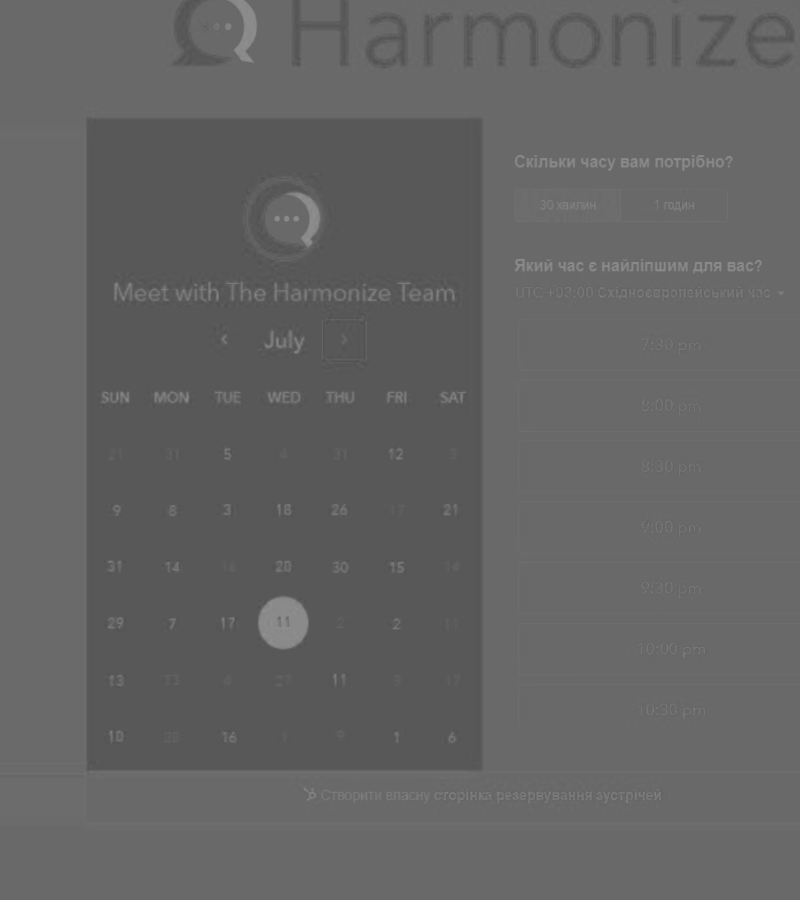 Harmonize
Meet with The Harmonize Team
July
SUN MON TUE WED THU FRI SAT
21 31 5 4 31 12 3
9 8 3 18 26 17 21
31 14 16 20 30 15 14
29 7 17 11 2 2 11
13 13 4 27 11 3 17
10 20 16 1 9 1 6
Скільки часу вам потрібно?
30 хвилин 1 годин
Який час є найліпшим для вас?
UTC +03:00 Східноєвропейський час
7:30 pm
8:00 pm
8:30 pm
9:00 pm
9:30 pm
10:00 pm
10:30 pm
Створити власну сторінка резервування зустрічей